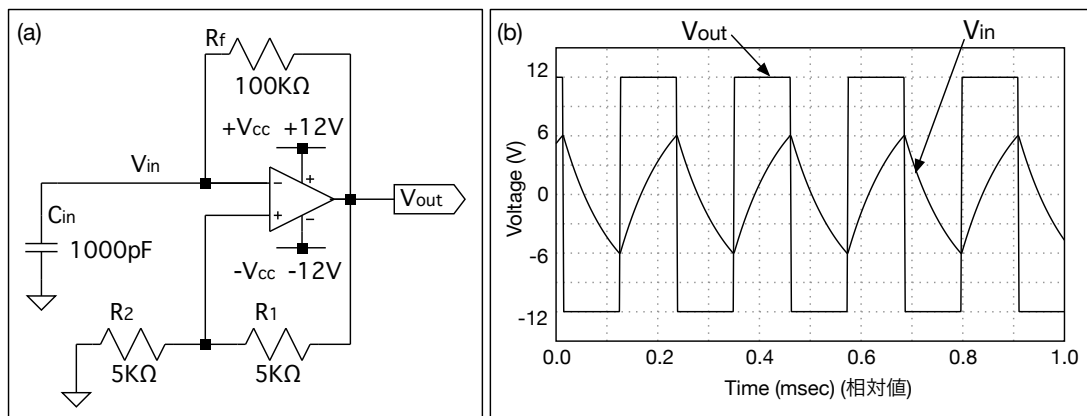 (a)
Rf
100KΩ
+Vcc +12V
Vin
−
+
+
−
Vout
Cin
1000pF
-Vcc -12V
R2
R1
5KΩ
5KΩ
(b)
Vout
Vin
12
6
0
-6
-12
Voltage (V)
0.0 0.2 0.4 0.6 0.8 1.0
Time (msec) (相対値)